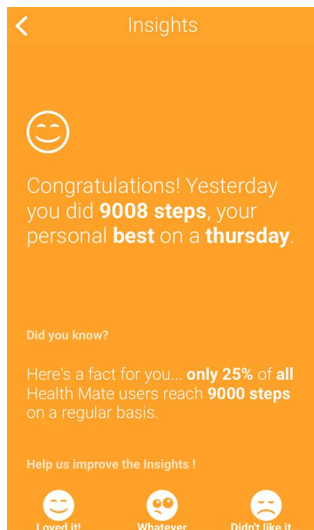 Insights
Congratulations! Yesterday
you did 9008 steps, your
personal best on a thursday.
Did you know?
Here's a fact for you... only 25% of all
Health Mate users reach 9000 steps
on a regular basis.
Help us improve the Insights !
Loved it!
Whatever
Didn't like it